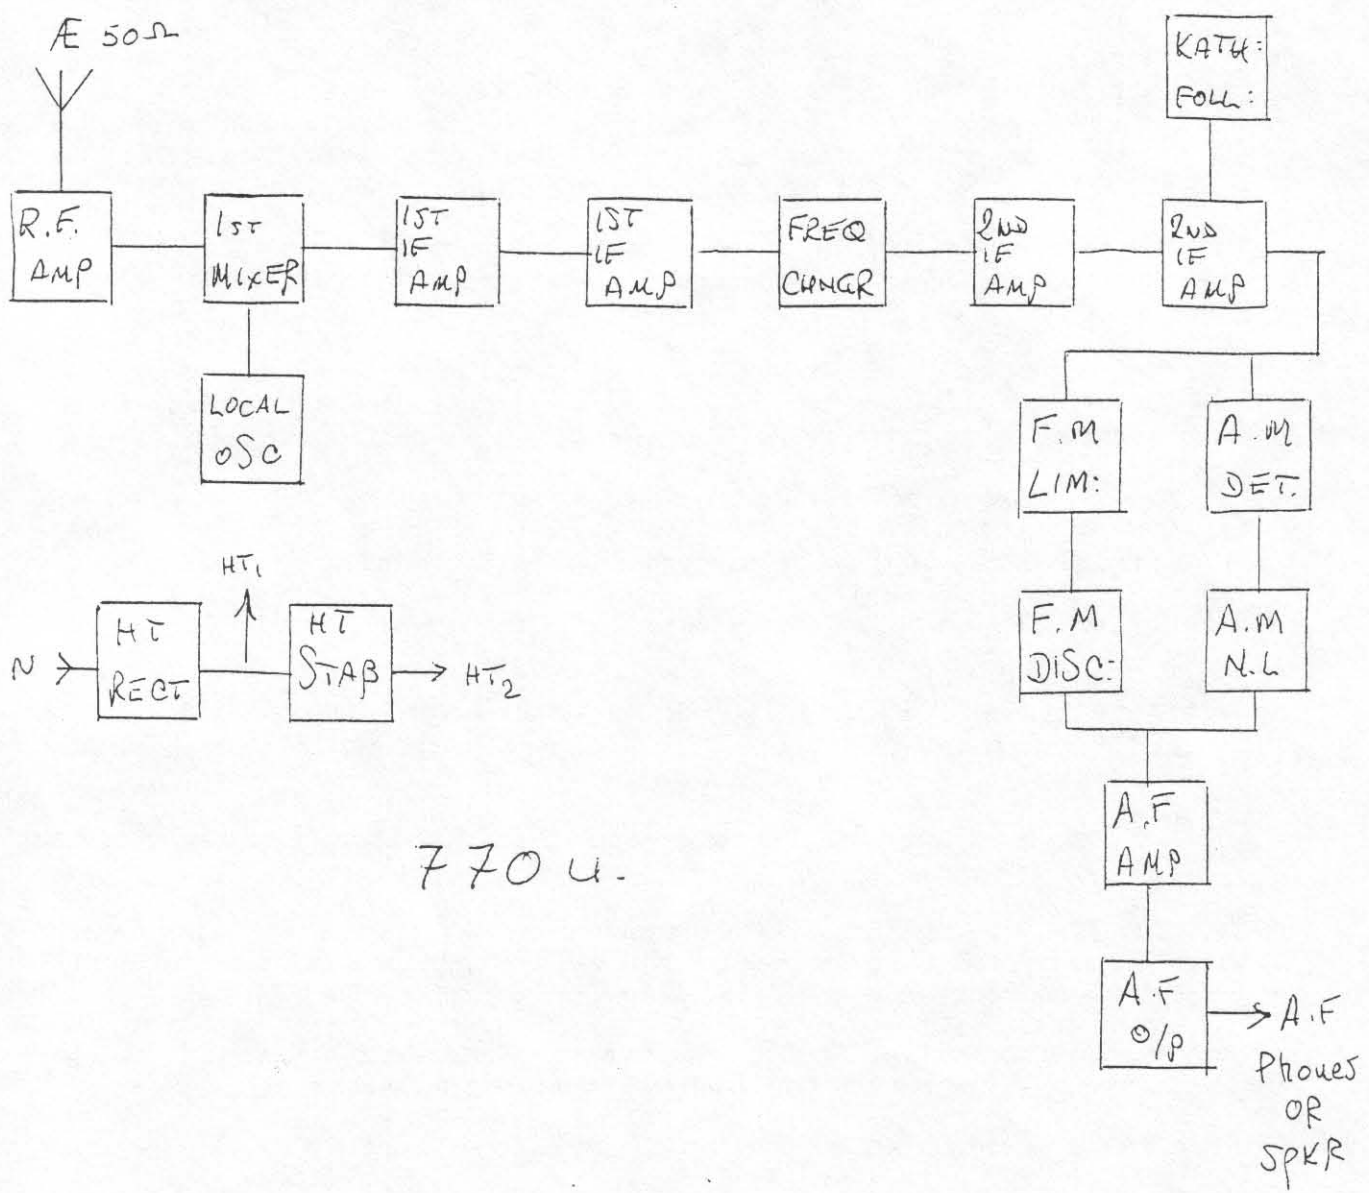 Æ 50Ω
KATH:
FOLL:
R.F.
AMP
1ST
MIXER
1ST
IF
AMP
1ST
IF
AMP
FREQ
CHNGR
2ND
IF
AMP
2ND
IF
AMP
LOCAL
OSC
F.M
LIM:
A.M
DET.
HT₁
N
HT
RECT
HT
STAB
HT₂
F.M
DISC:
A.M
N.L
A.F
AMP
770 U.
A.F
O/P
A.F
Phones
OR
SPKR